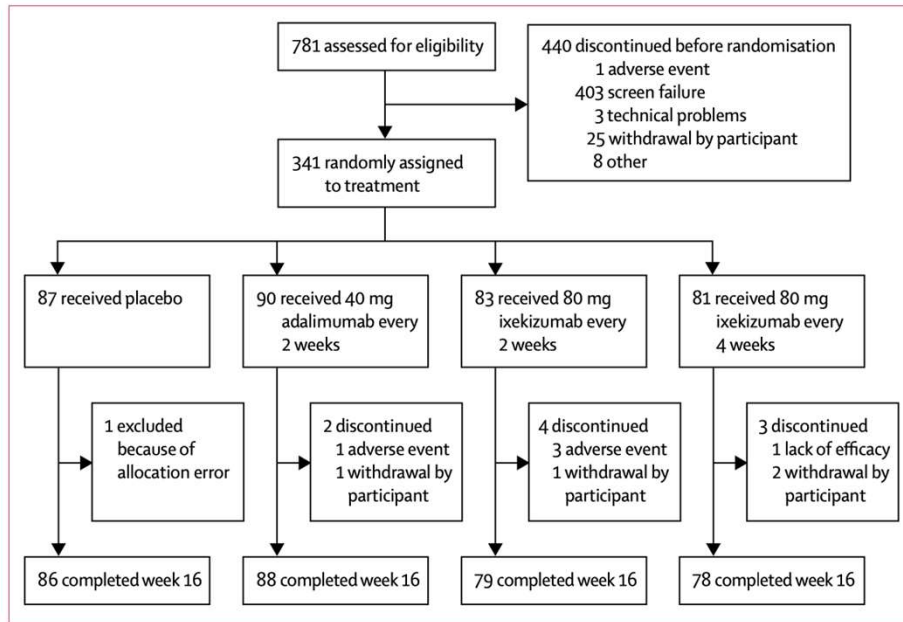 781 assessed for eligibility
440 discontinued before randomisation
1 adverse event
403 screen failure
3 technical problems
25 withdrawal by participant
8 other
341 randomly assigned
to treatment
87 received placebo
90 received 40 mg
adalimumab every
2 weeks
83 received 80 mg
ixekizumab every
2 weeks
81 received 80 mg
ixekizumab every
4 weeks
1 excluded
because of
allocation error
2 discontinued
1 adverse event
1 withdrawal by
participant
4 discontinued
3 adverse event
1 withdrawal by
participant
3 discontinued
1 lack of efficacy
2 withdrawal by
participant
86 completed week 16
88 completed week 16
79 completed week 16
78 completed week 16